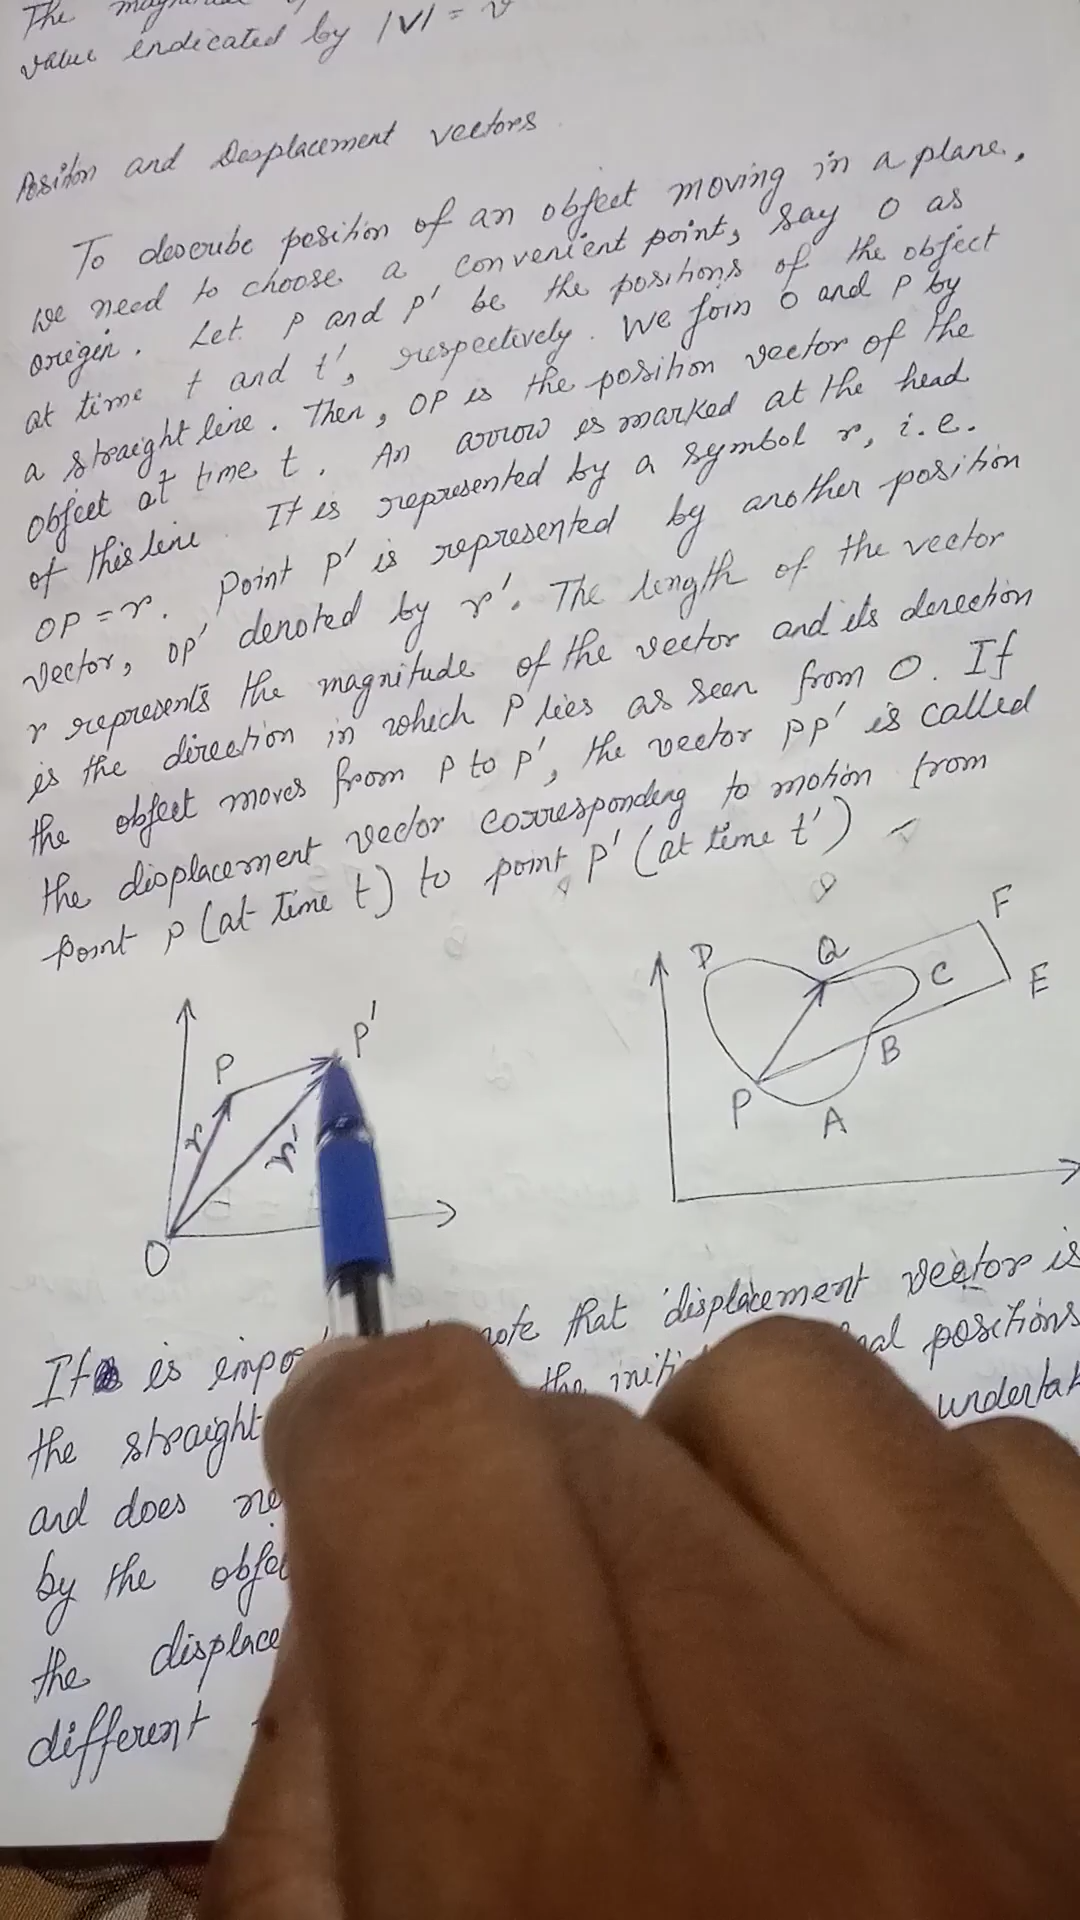 The
value indicated by |V| = v
Position and Displacement vectors
To describe position of an object moving in a plane,
we need to choose a convenient point, say O as
origin. Let P and P' be the positions of the object
at time t and t', respectively. We join O and P by
a straight line. Then, OP is the position vector of the
object at time t. An arrow is marked at the head
of this line. It is represented by a symbol r, i.e.
OP = r. Point P' is represented by another position
vector, OP' denoted by r'. The length of the vector
r represents the magnitude of the vector and its direction
is the direction in which P lies as seen from O. If
the object moves from P to P', the vector PP' is called
the displacement vector corresponding to motion from
point P (at time t) to point P' (at time t')
P P' r r' O
D Q F C E B P A
It is note that displacement vector is
the straight the positions
and does
by the
the
different